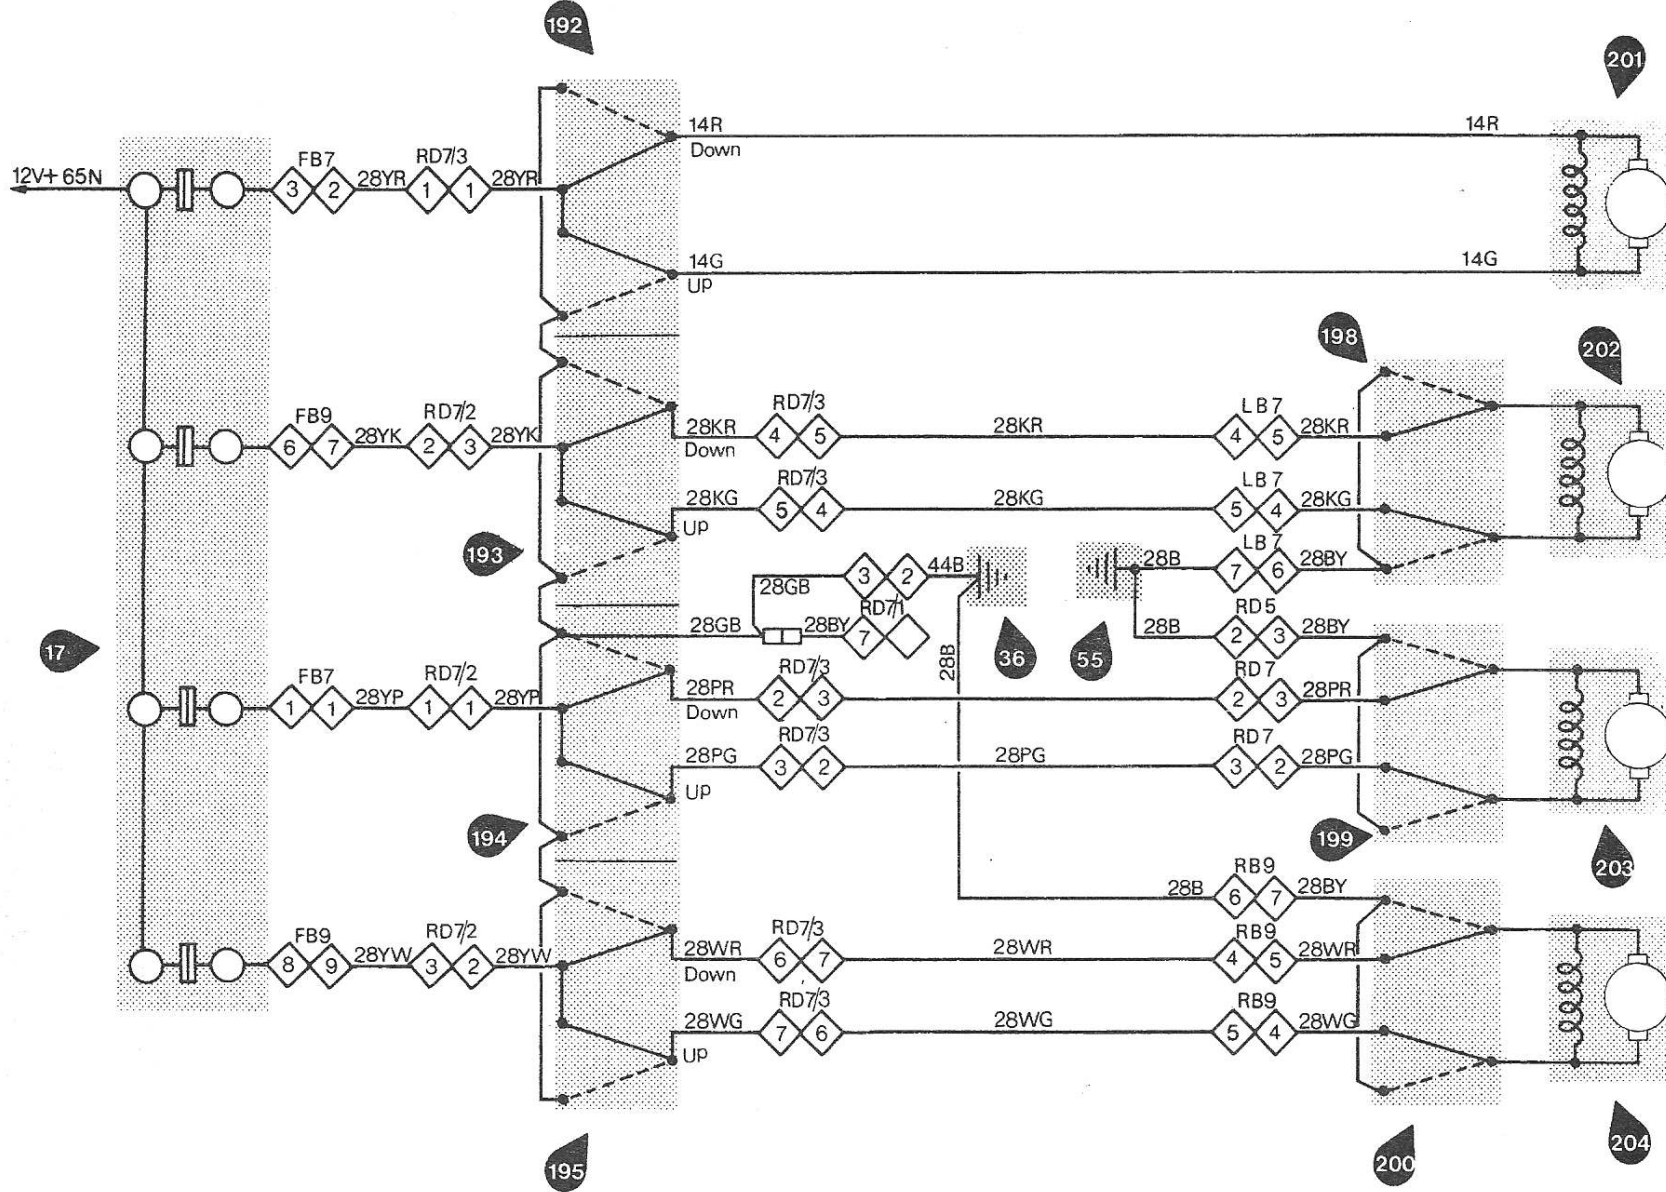 192
201
14R 14R
Down
FB7 RD7/3
12V+ 65N 3 2 28YR 1 1 28YR
14G 14G
Up
198
202
FB9 RD7/2 RD7/3 LB7
6 7 28YK 2 3 28YK 28KR 4 5 28KR 4 5 28KR
Down
RD7/3 LB7
28KG 5 4 28KG 5 4 28KG
Up
193 LB7
28GB 3 2 44B 28B 7 6 28BY
RD7/1 RD5
28GB 28BY 7 28B 2 3 28BY
17 28B 36 55
RD7/3 RD7
FB7 RD7/2 28PR 2 3 2 3 28PR
1 1 28YP 1 1 28YP Down
RD7/3 RD7
28PG 3 2 28PG 3 2 28PG
Up
194 199
203
RB9
28B 6 7 28BY
FB9 RD7/2 RD7/3 RB9
8 9 28YW 3 2 28YW 28WR 6 7 28WR 4 5 28WR
Down
RD7/3 RB9
28WG 7 6 28WG 5 4 28WG
Up
195 200 204